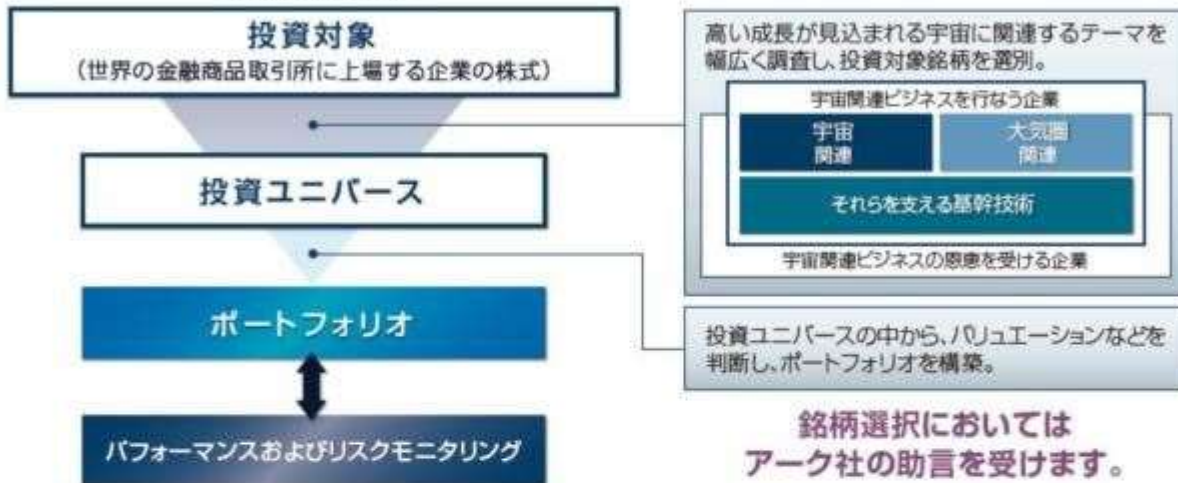 投資対象
(世界の金融商品取引所に上場する企業の株式)
投資ユニバース
ポートフォリオ
パフォーマンスおよびリスクモニタリング
高い成長が見込まれる宇宙に関連するテーマを
幅広く調査し、投資対象銘柄を選別。
宇宙関連ビジネスを行なう企業
宇宙
関連
大気圏
関連
それらを支える基幹技術
宇宙関連ビジネスの恩恵を受ける企業
投資ユニバースの中から、バリュエーションなどを
判断し、ポートフォリオを構築。
銘柄選択においては
アーク社の助言を受けます。